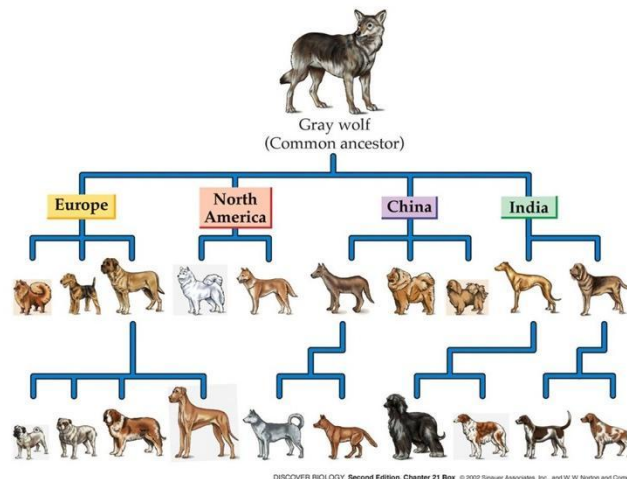 Gray wolf
(Common ancestor)
Europe
North
America
China
India
DISCOVER BIOLOGY, Second Edition, Chapter 21 Box © 2002 Sinauer Associates, Inc. and W. W. Norton and Com